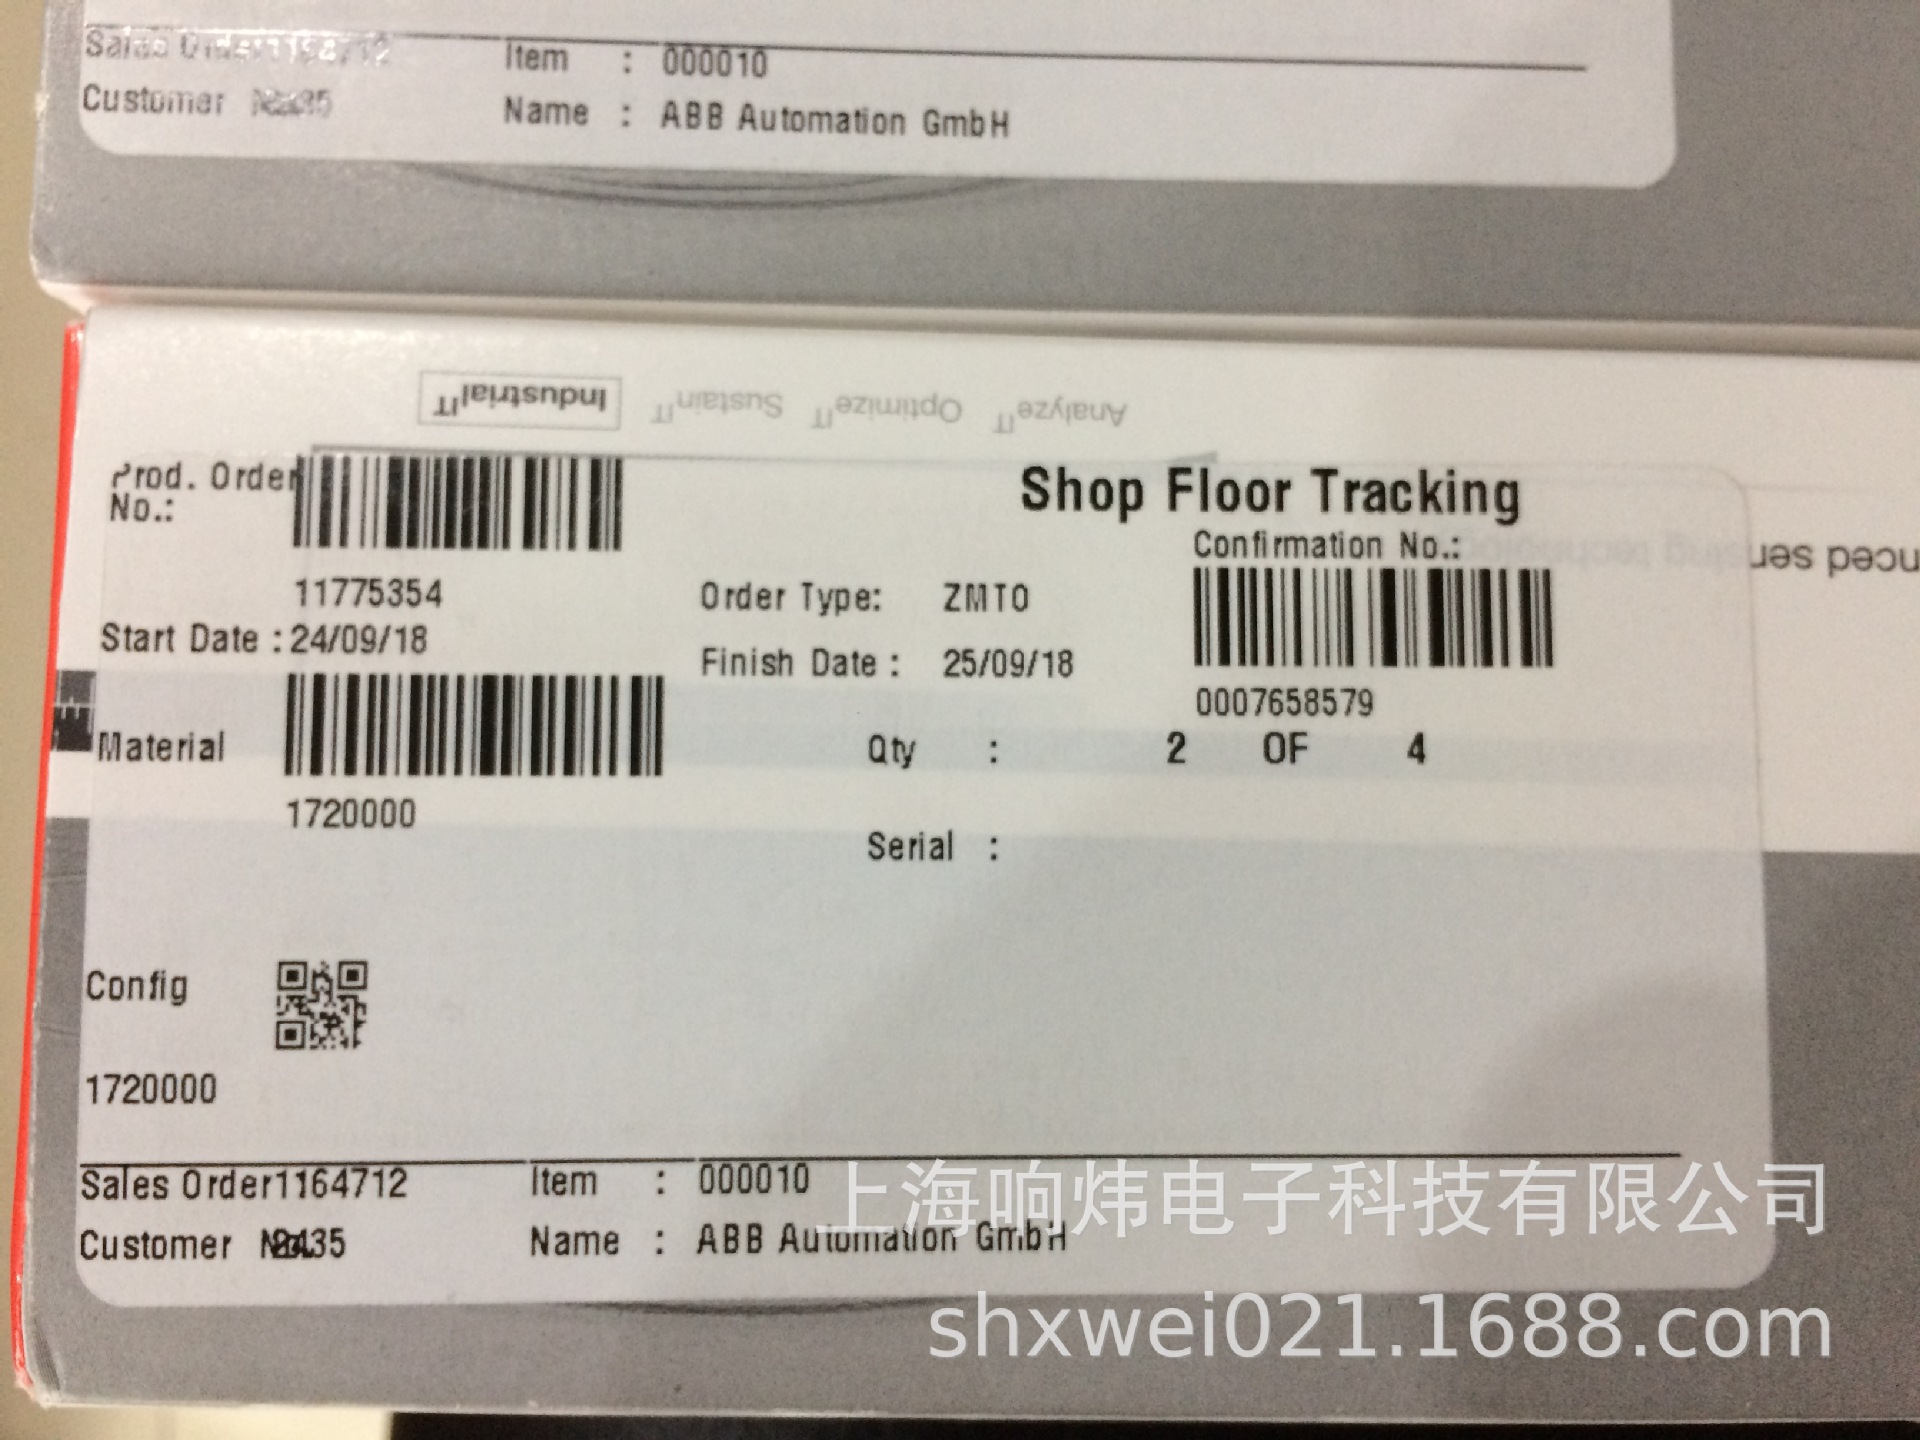 Sales Order1164712 Item : 000010
Customer Name : ABB Automation GmbH
Industrial IT Sustain IT Optimize IT Analyze IT
Prod. Order No.:
Shop Floor Tracking
Confirmation No.:
11775354 Order Type: ZMTO
Start Date : 24/09/18 Finish Date : 25/09/18
0007658579
Material Qty : 2 OF 4
1720000
Serial :
Config
1720000
Sales Order1164712 Item : 000010
Customer Name : ABB Automation GmbH
上海响炜电子科技有限公司
shxwei021.1688.com